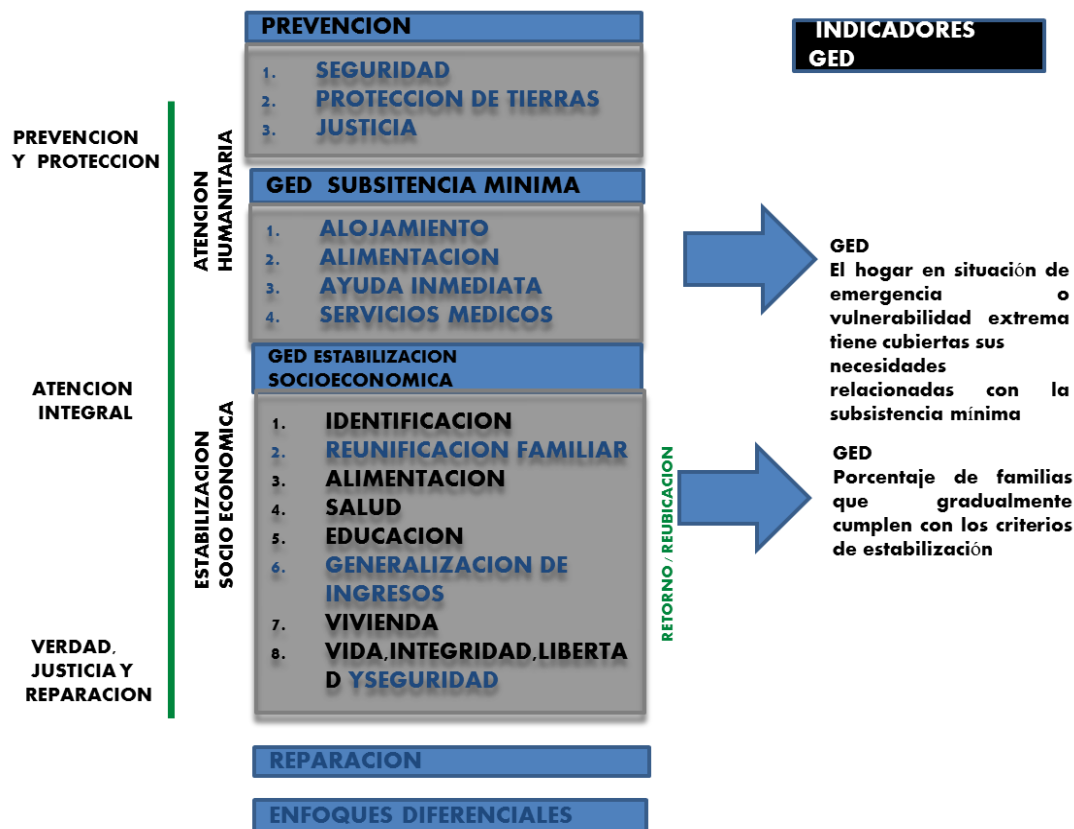 PREVENCION
1. SEGURIDAD
2. PROTECCION DE TIERRAS
3. JUSTICIA
INDICADORES
GED
PREVENCION
Y PROTECCION
ATENCION
HUMANITARIA
GED SUBSITENCIA MINIMA
1. ALOJAMIENTO
2. ALIMENTACION
3. AYUDA INMEDIATA
4. SERVICIOS MEDICOS
GED
El hogar en situación de
emergencia o
vulnerabilidad extrema
tiene cubiertas sus
necesidades
relacionadas con la
subsistencia mínima
ATENCION
INTEGRAL
ESTABILIZACION
SOCIO ECONOMICA
GED ESTABILIZACION
SOCIOECONOMICA
1. IDENTIFICACION
2. REUNIFICACION FAMILIAR
3. ALIMENTACION
4. SALUD
5. EDUCACION
6. GENERALIZACION DE
INGRESOS
7. VIVIENDA
8. VIDA,INTEGRIDAD,LIBERTA
D YSEGURIDAD
RETORNO / REUBICACION
GED
Porcentaje de familias
que gradualmente
cumplen con los criterios
de estabilización
VERDAD,
JUSTICIA Y
REPARACION
REPARACION
ENFOQUES DIFERENCIALES